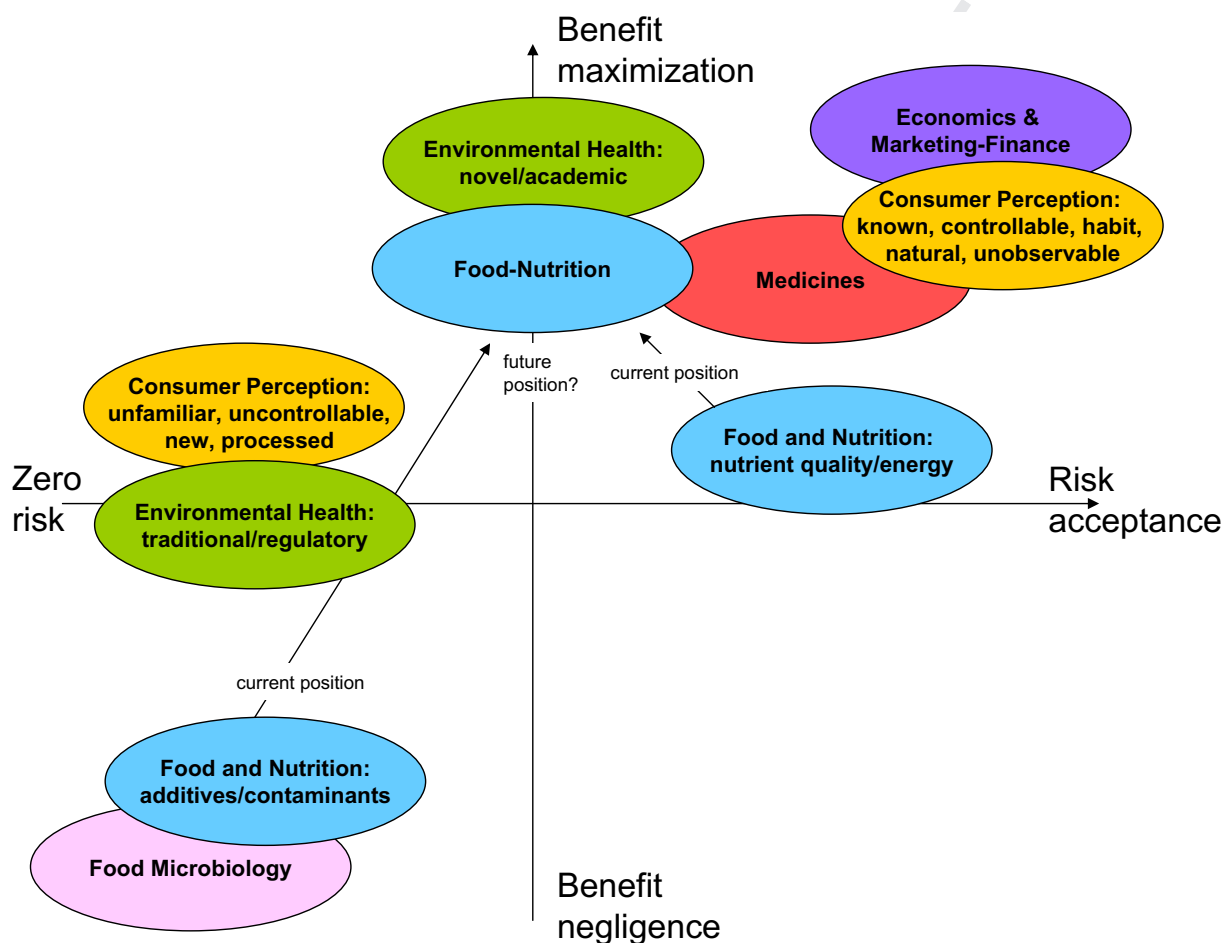 Benefit
maximization
Economics &
Marketing-Finance
Environmental Health:
novel/academic
Consumer Perception:
known, controllable, habit,
natural, unobservable
Food-Nutrition
Medicines
future
position?
current position
Consumer Perception:
unfamiliar, uncontrollable,
new, processed
Food and Nutrition:
nutrient quality/energy
Zero
risk
Risk
acceptance
Environmental Health:
traditional/regulatory
current position
Food and Nutrition:
additives/contaminants
Food Microbiology
Benefit
negligence